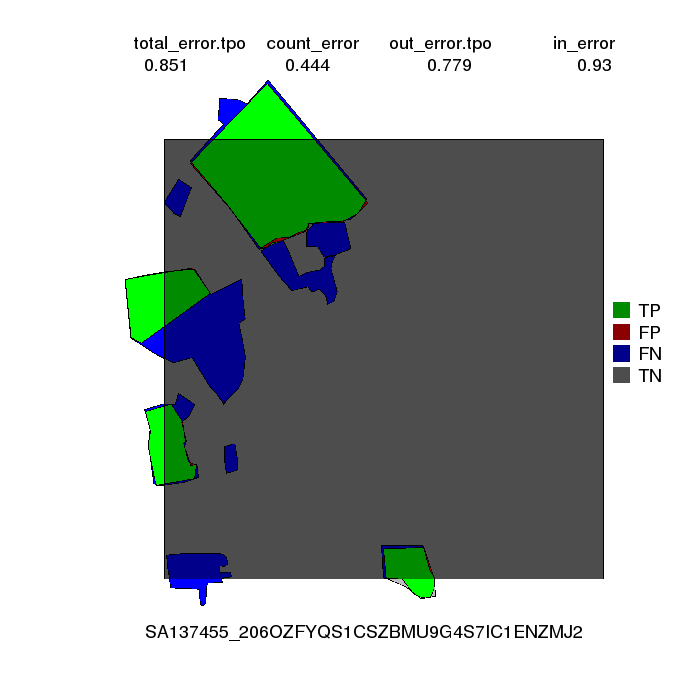 total_error.tpo count_error out_error.tpo in_error
0.851 0.444 0.779 0.93
TP
FP
FN
TN
SA137455_206OZFYQS1CSZBMU9G4S7IC1ENZMJ2